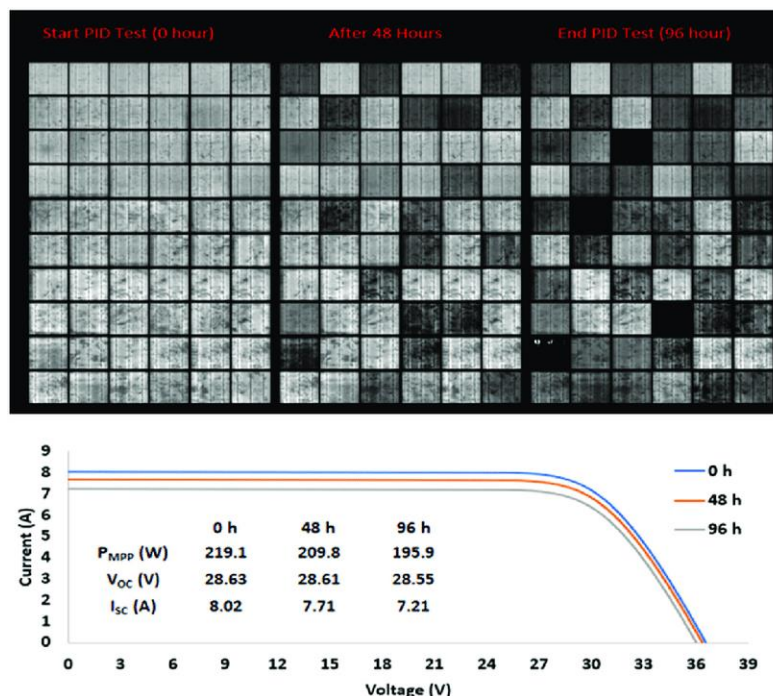 Start PID Test (0 hour) After 48 Hours End PID Test (96 hour)
9
8
7
6
5
4
3
2
1
0
Current (A)
0 h 48 h 96 h
P_MPP (W) 219.1 209.8 195.9
V_OC (V) 28.63 28.61 28.55
I_SC (A) 8.02 7.71 7.21
0 h
48 h
96 h
0 3 6 9 12 15 18 21 24 27 30 33 36 39
Voltage (V)